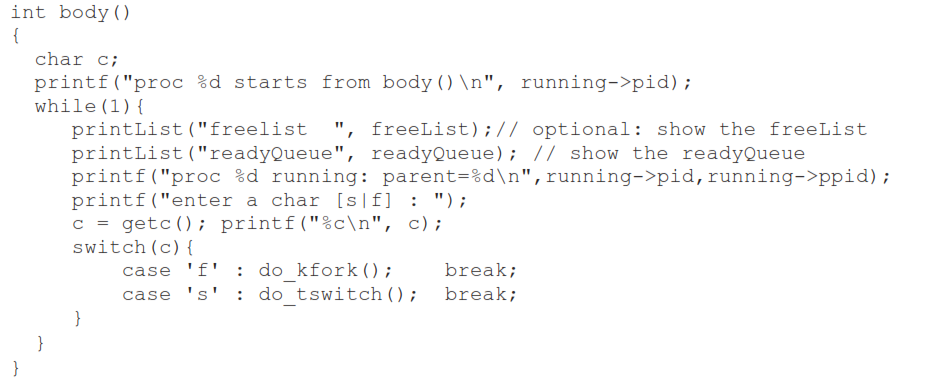 int body()
{
  char c;
  printf("proc %d starts from body()\n", running->pid);
  while(1){
     printList("freelist  ", freeList);// optional: show the freeList
     printList("readyQueue", readyQueue); // show the readyQueue
     printf("proc %d running: parent=%d\n",running->pid,running->ppid);
     printf("enter a char [s|f] : ");
     c = getc(); printf("%c\n", c);
     switch(c){
         case 'f' : do_kfork();    break;
         case 's' : do_tswitch();  break;
     }
  }
}